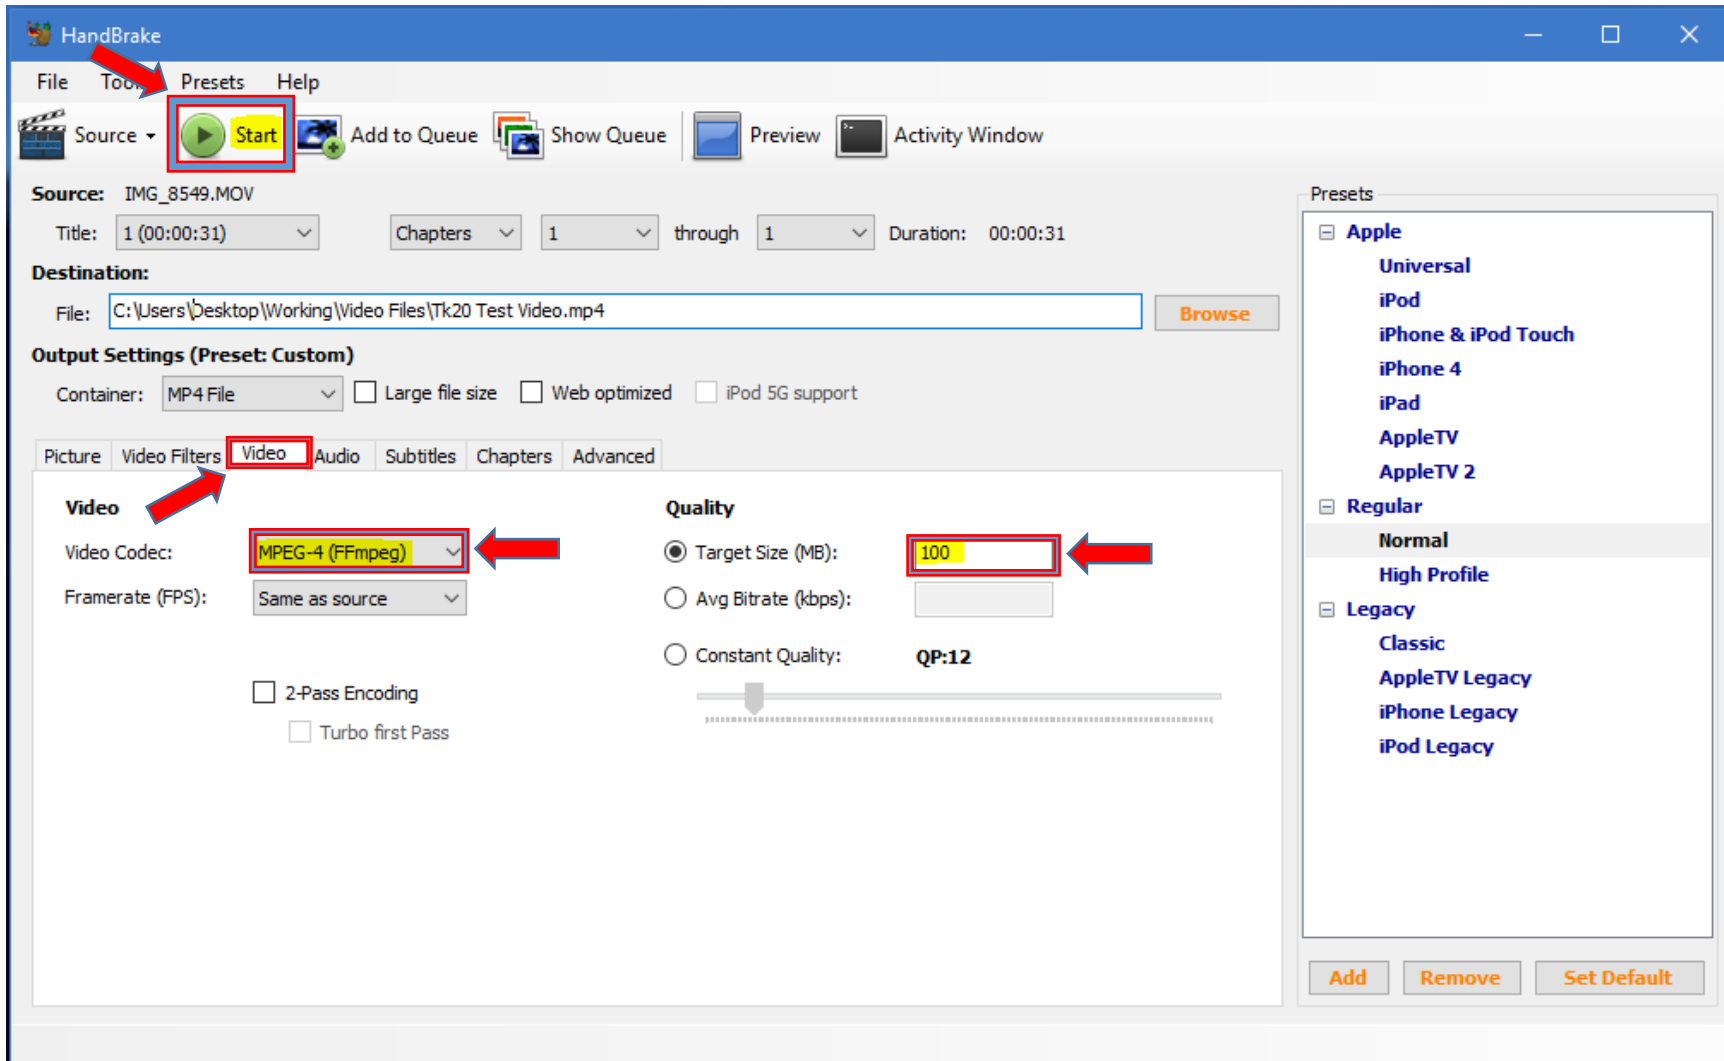 HandBrake
File Tools Presets Help
Source Start Add to Queue Show Queue Preview Activity Window
Source: IMG_8549.MOV
Title: 1 (00:00:31) Chapters 1 through 1 Duration: 00:00:31
Destination:
File: C:\Users\Desktop\Working\Video Files\Tk20 Test Video.mp4 Browse
Output Settings (Preset: Custom)
Container: MP4 File Large file size Web optimized iPod 5G support
Picture Video Filters Video Audio Subtitles Chapters Advanced
Video
Video Codec: MPEG-4 (FFmpeg)
Framerate (FPS): Same as source
2-Pass Encoding
Turbo first Pass
Quality
Target Size (MB): 100
Avg Bitrate (kbps):
Constant Quality: QP:12
Presets
Apple
Universal
iPod
iPhone & iPod Touch
iPhone 4
iPad
AppleTV
AppleTV 2
Regular
Normal
High Profile
Legacy
Classic
AppleTV Legacy
iPhone Legacy
iPod Legacy
Add Remove Set Default